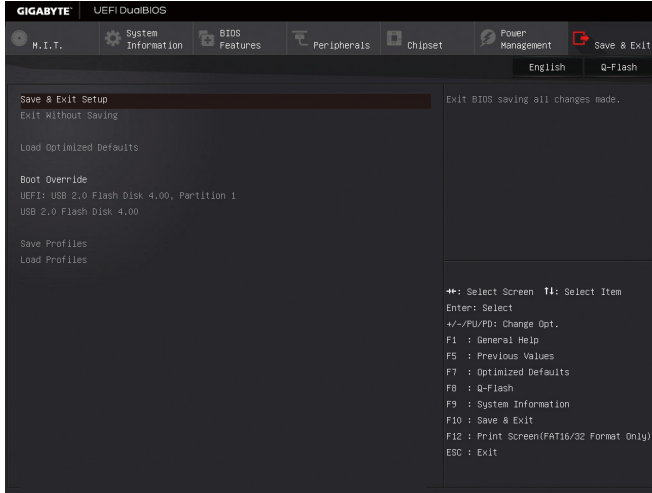 GIGABYTE™ UEFI DualBIOS
M.I.T. System Information BIOS Features Peripherals Chipset Power Management Save & Exit
English Q-Flash
Save & Exit Setup
Exit Without Saving
Load Optimized Defaults
Boot Override
UEFI: USB 2.0 Flash Disk 4.00, Partition 1
USB 2.0 Flash Disk 4.00
Save Profiles
Load Profiles
Exit BIOS saving all changes made.
→←: Select Screen ↑↓: Select Item
Enter: Select
+/-/PU/PD: Change Opt.
F1 : General Help
F5 : Previous Values
F7 : Optimized Defaults
F8 : Q-Flash
F9 : System Information
F10 : Save & Exit
F12 : Print Screen(FAT16/32 Format Only)
ESC : Exit